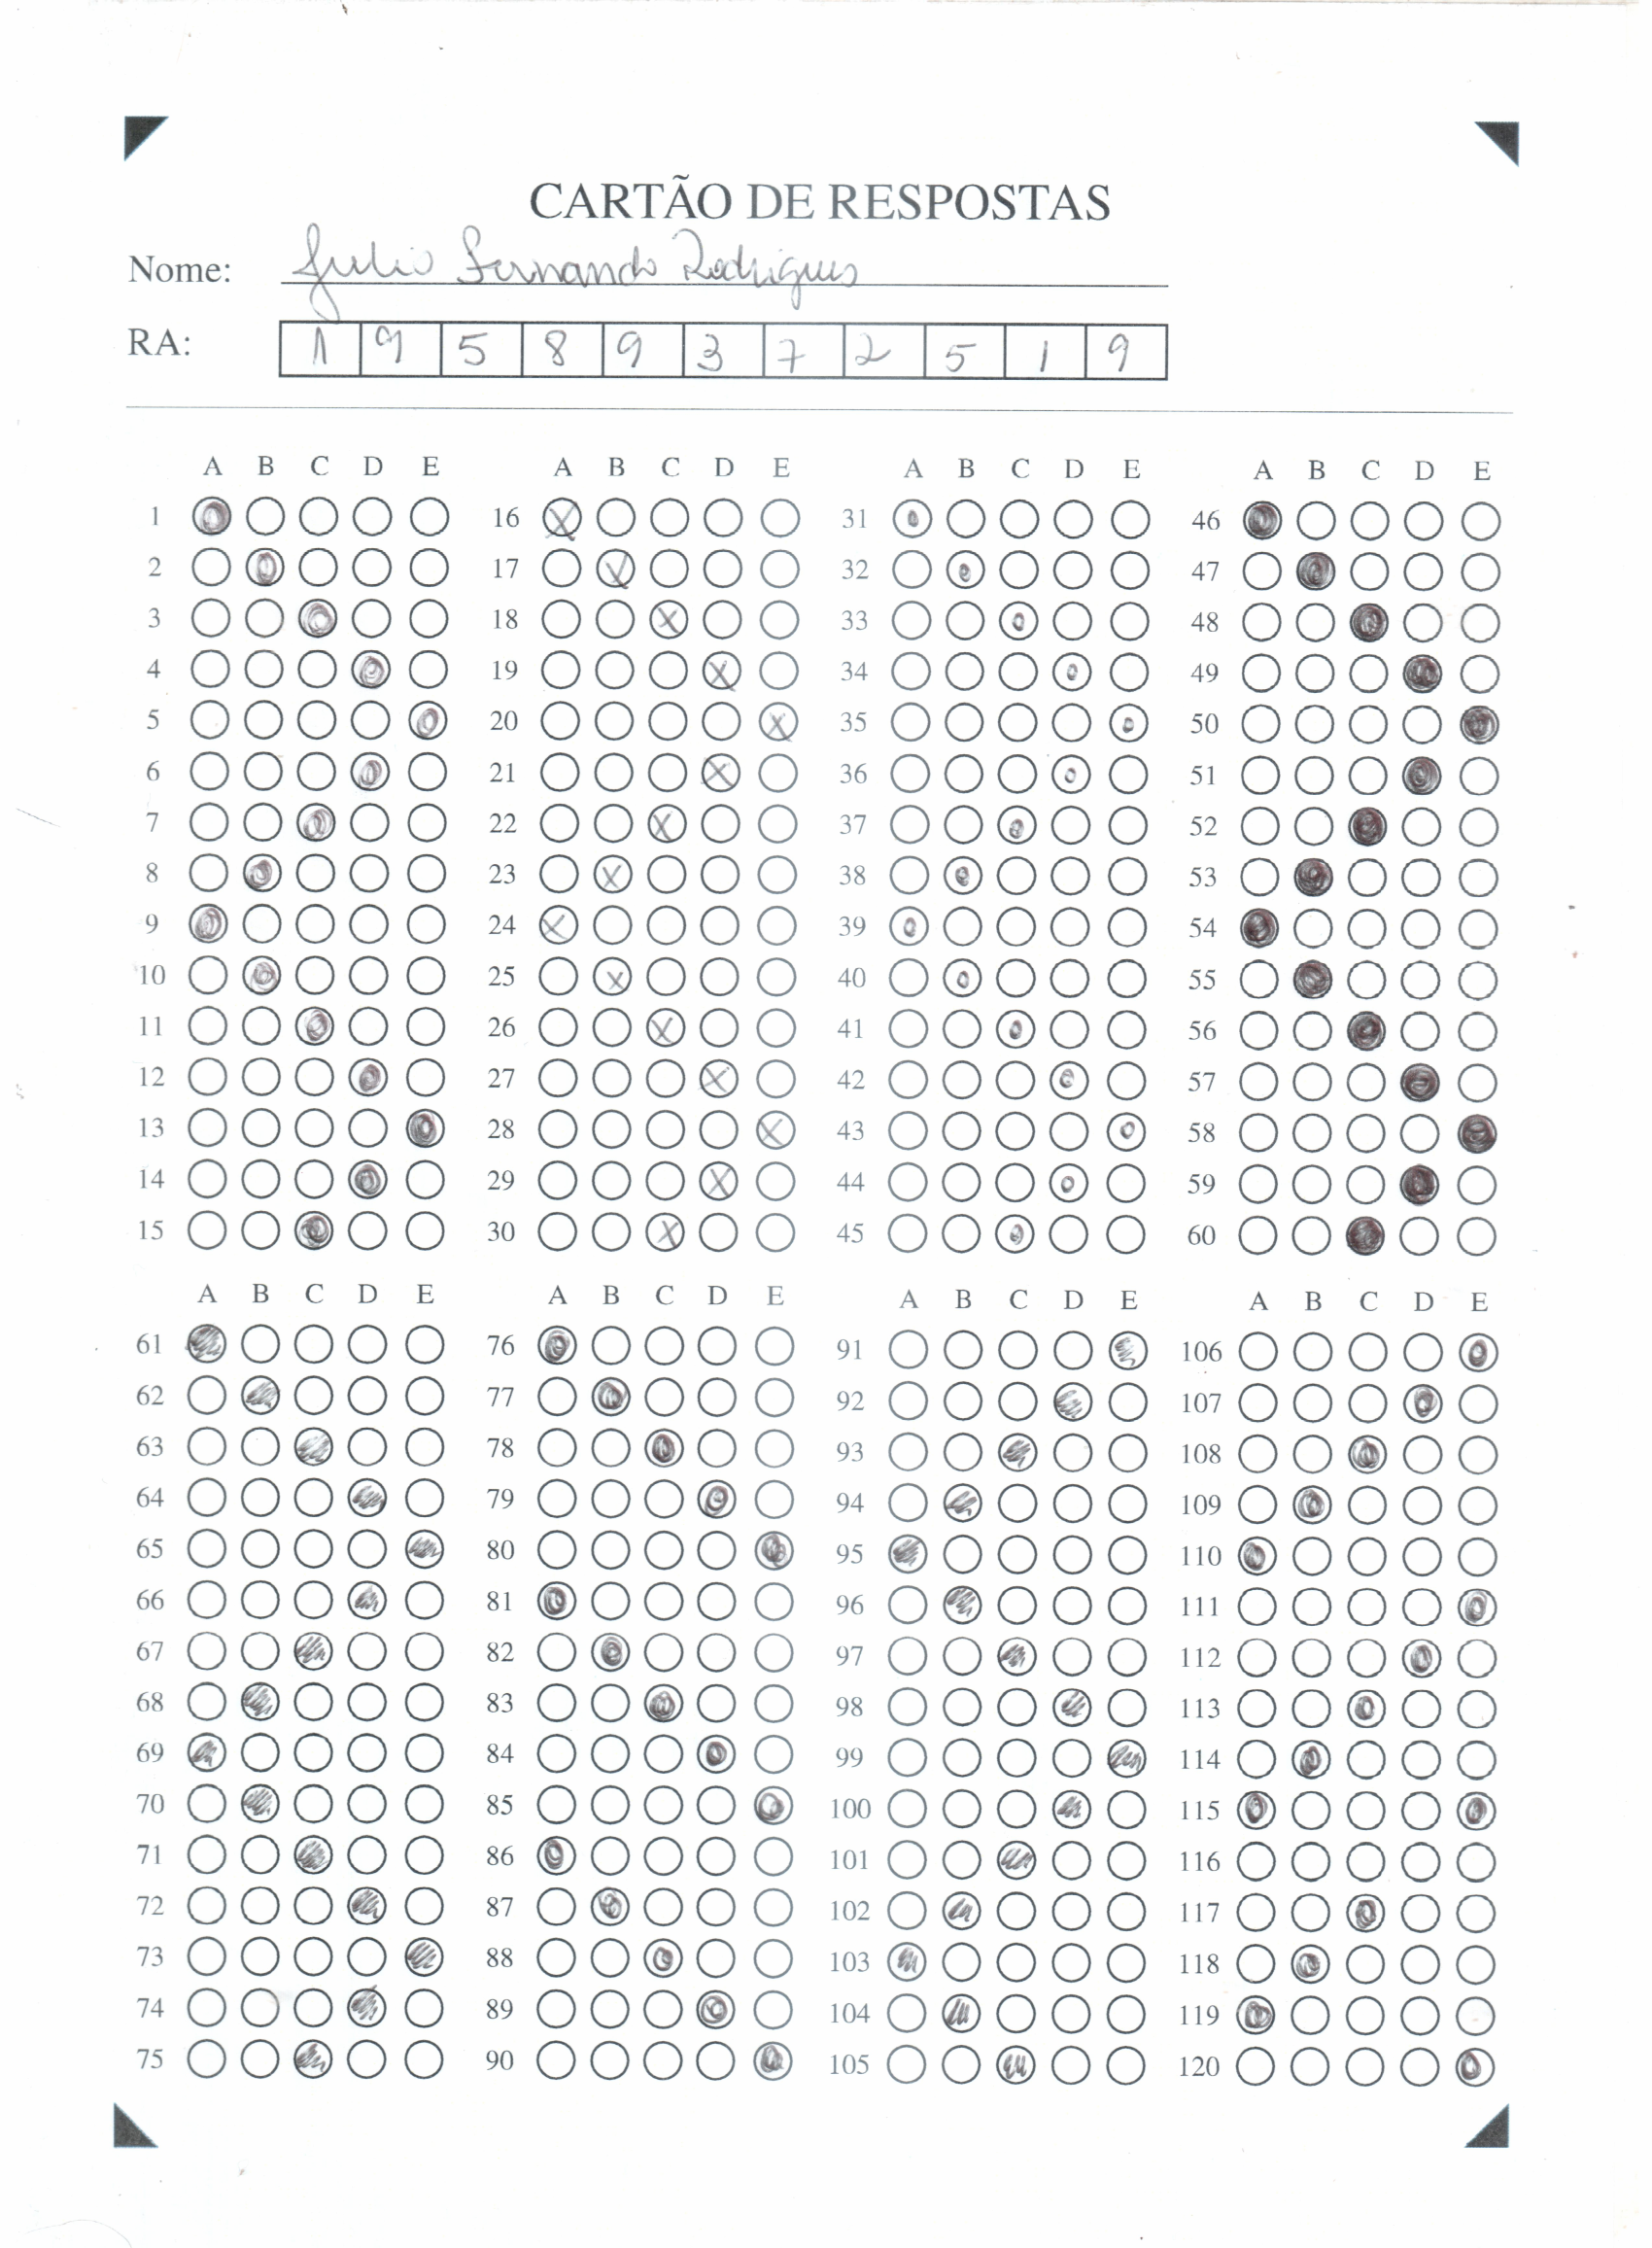 CARTÃO DE RESPOSTAS
Nome: Julio Fernando Rodrigues
RA: 1 9 5 8 9 3 7 2 5 1 9
A B C D E A B C D E A B C D E A B C D E
1 16 31 46
2 17 32 47
3 18 33 48
4 19 34 49
5 20 35 50
6 21 36 51
7 22 37 52
8 23 38 53
9 24 39 54
10 25 40 55
11 26 41 56
12 27 42 57
13 28 43 58
14 29 44 59
15 30 45 60
A B C D E A B C D E A B C D E A B C D E
61 76 91 106
62 77 92 107
63 78 93 108
64 79 94 109
65 80 95 110
66 81 96 111
67 82 97 112
68 83 98 113
69 84 99 114
70 85 100 115
71 86 101 116
72 87 102 117
73 88 103 118
74 89 104 119
75 90 105 120